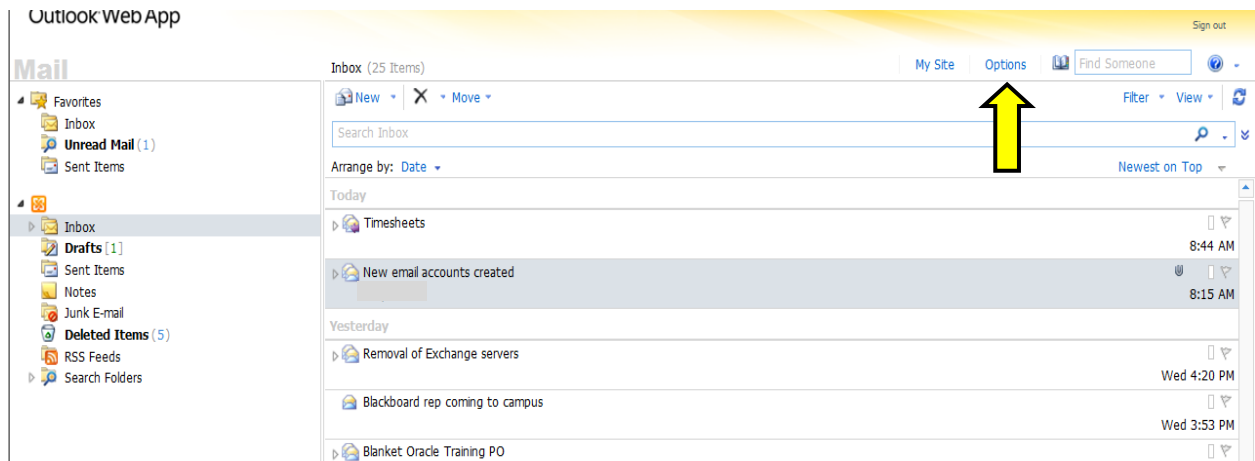 Outlook Web App
Sign out
Mail
Inbox (25 Items)
My Site
Options
Find Someone
Favorites
Inbox
Unread Mail (1)
Sent Items
Inbox
Drafts [1]
Sent Items
Notes
Junk E-mail
Deleted Items (5)
RSS Feeds
Search Folders
New
Move
Filter
View
Search Inbox
Arrange by: Date
Newest on Top
Today
Timesheets
8:44 AM
New email accounts created
8:15 AM
Yesterday
Removal of Exchange servers
Wed 4:20 PM
Blackboard rep coming to campus
Wed 3:53 PM
Blanket Oracle Training PO